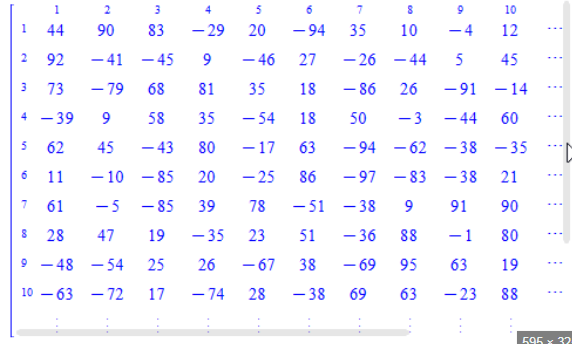 1 2 3 4 5 6 7 8 9 10
1 44 90 83 −29 20 −94 35 10 −4 12 ⋯
2 92 −41 −45 9 −46 27 −26 −44 5 45 ⋯
3 73 −79 68 81 35 18 −86 26 −91 −14 ⋯
4 −39 9 58 35 −54 18 50 −3 −44 60 ⋯
5 62 45 −43 80 −17 63 −94 −62 −38 −35 ⋯
6 11 −10 −85 20 −25 86 −97 −83 −38 21 ⋯
7 61 −5 −85 39 78 −51 −38 9 91 90 ⋯
8 28 47 19 −35 23 51 −36 88 −1 80 ⋯
9 −48 −54 25 26 −67 38 −69 95 63 19 ⋯
10 −63 −72 17 −74 28 −38 69 63 −23 88 ⋯
⋮ ⋮ ⋮ ⋮ ⋮ ⋮ ⋮ ⋮ ⋮ ⋮
595 × 32